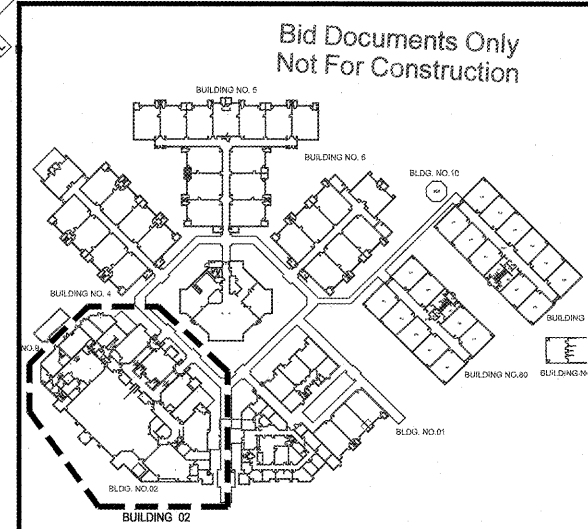 Bid Documents Only
Not For Construction
BUILDING NO. 5
BUILDING NO. 6
BLDG. NO.10
BUILDING NO. 4
BUILDING
NO.8
BUILDING NO.80
BUILDING N
BLDG. NO.01
BLDG. NO.02
BUILDING 02